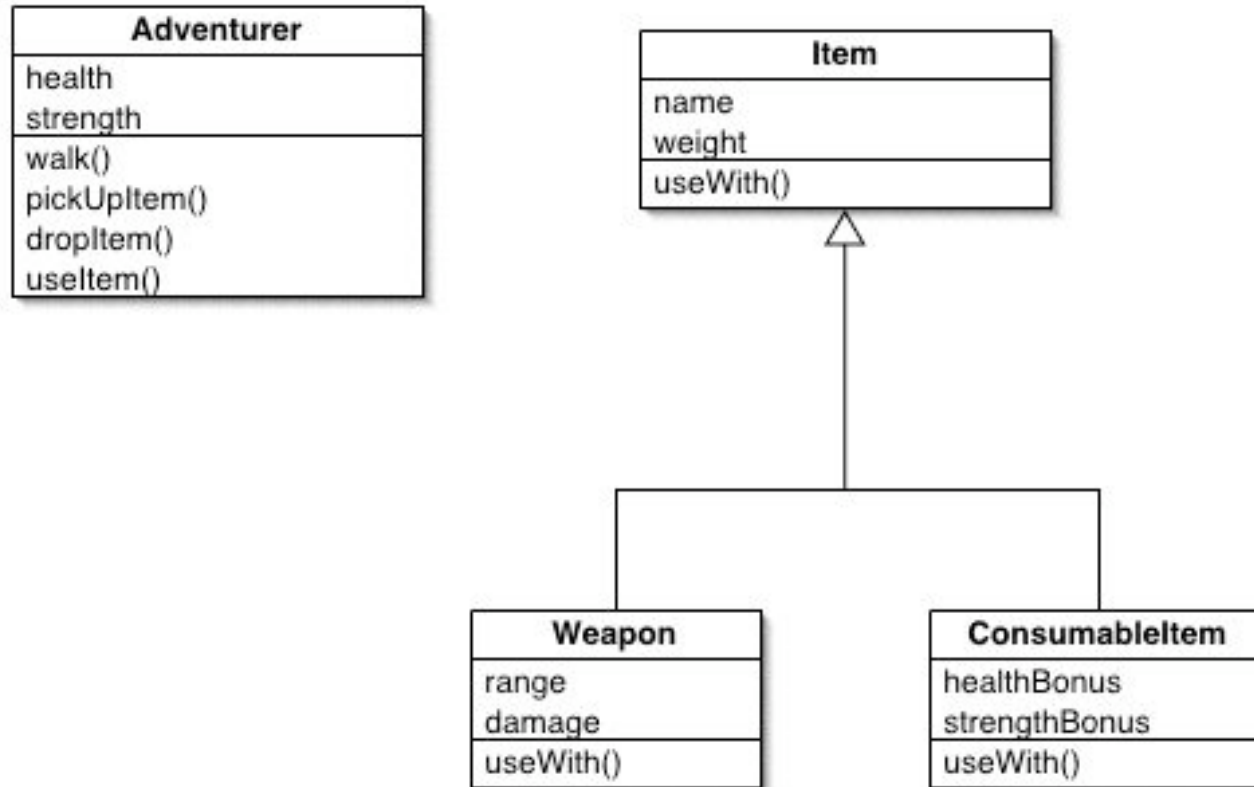 Adventurer
health
strength
walk()
pickUpItem()
dropItem()
useItem()
Item
name
weight
useWith()
Weapon
range
damage
useWith()
ConsumableItem
healthBonus
strengthBonus
useWith()